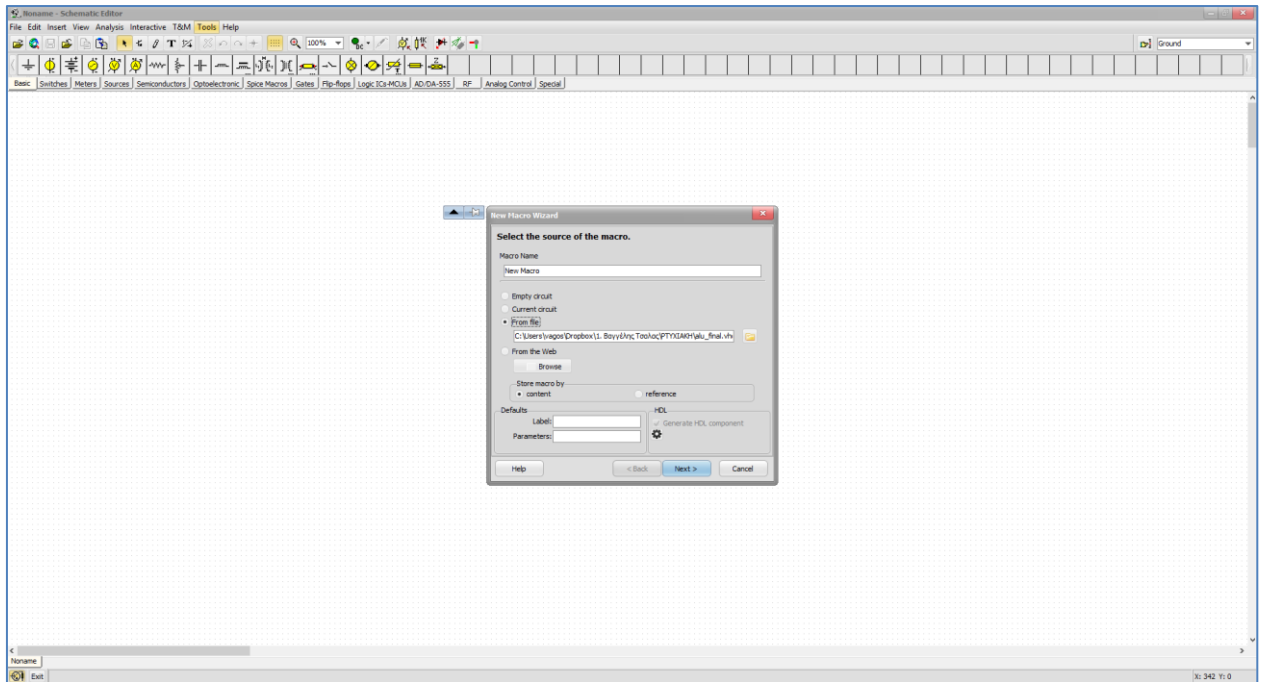 Noname - Schematic Editor
File Edit Insert View Analysis Interactive T&M Tools Help
100% DC Ground
Basic Switches Meters Sources Semiconductors Optoelectronic Spice Macros Gates Flip-flops Logic ICs-MCUs AD/DA-555 RF Analog Control Special
New Macro Wizard
Select the source of the macro.
Macro Name
New Macro
Empty circuit
Current circuit
From file
C:\Users\vagos\Dropbox\1. Βαγγέλης Τσολας\PTYXIAKH\alu_final.vh
From the Web
Browse
Store macro by
content reference
Defaults HDL
Label: Generate HDL component
Parameters:
Help < Back Next > Cancel
Noname
Exit X: 342 Y: 0